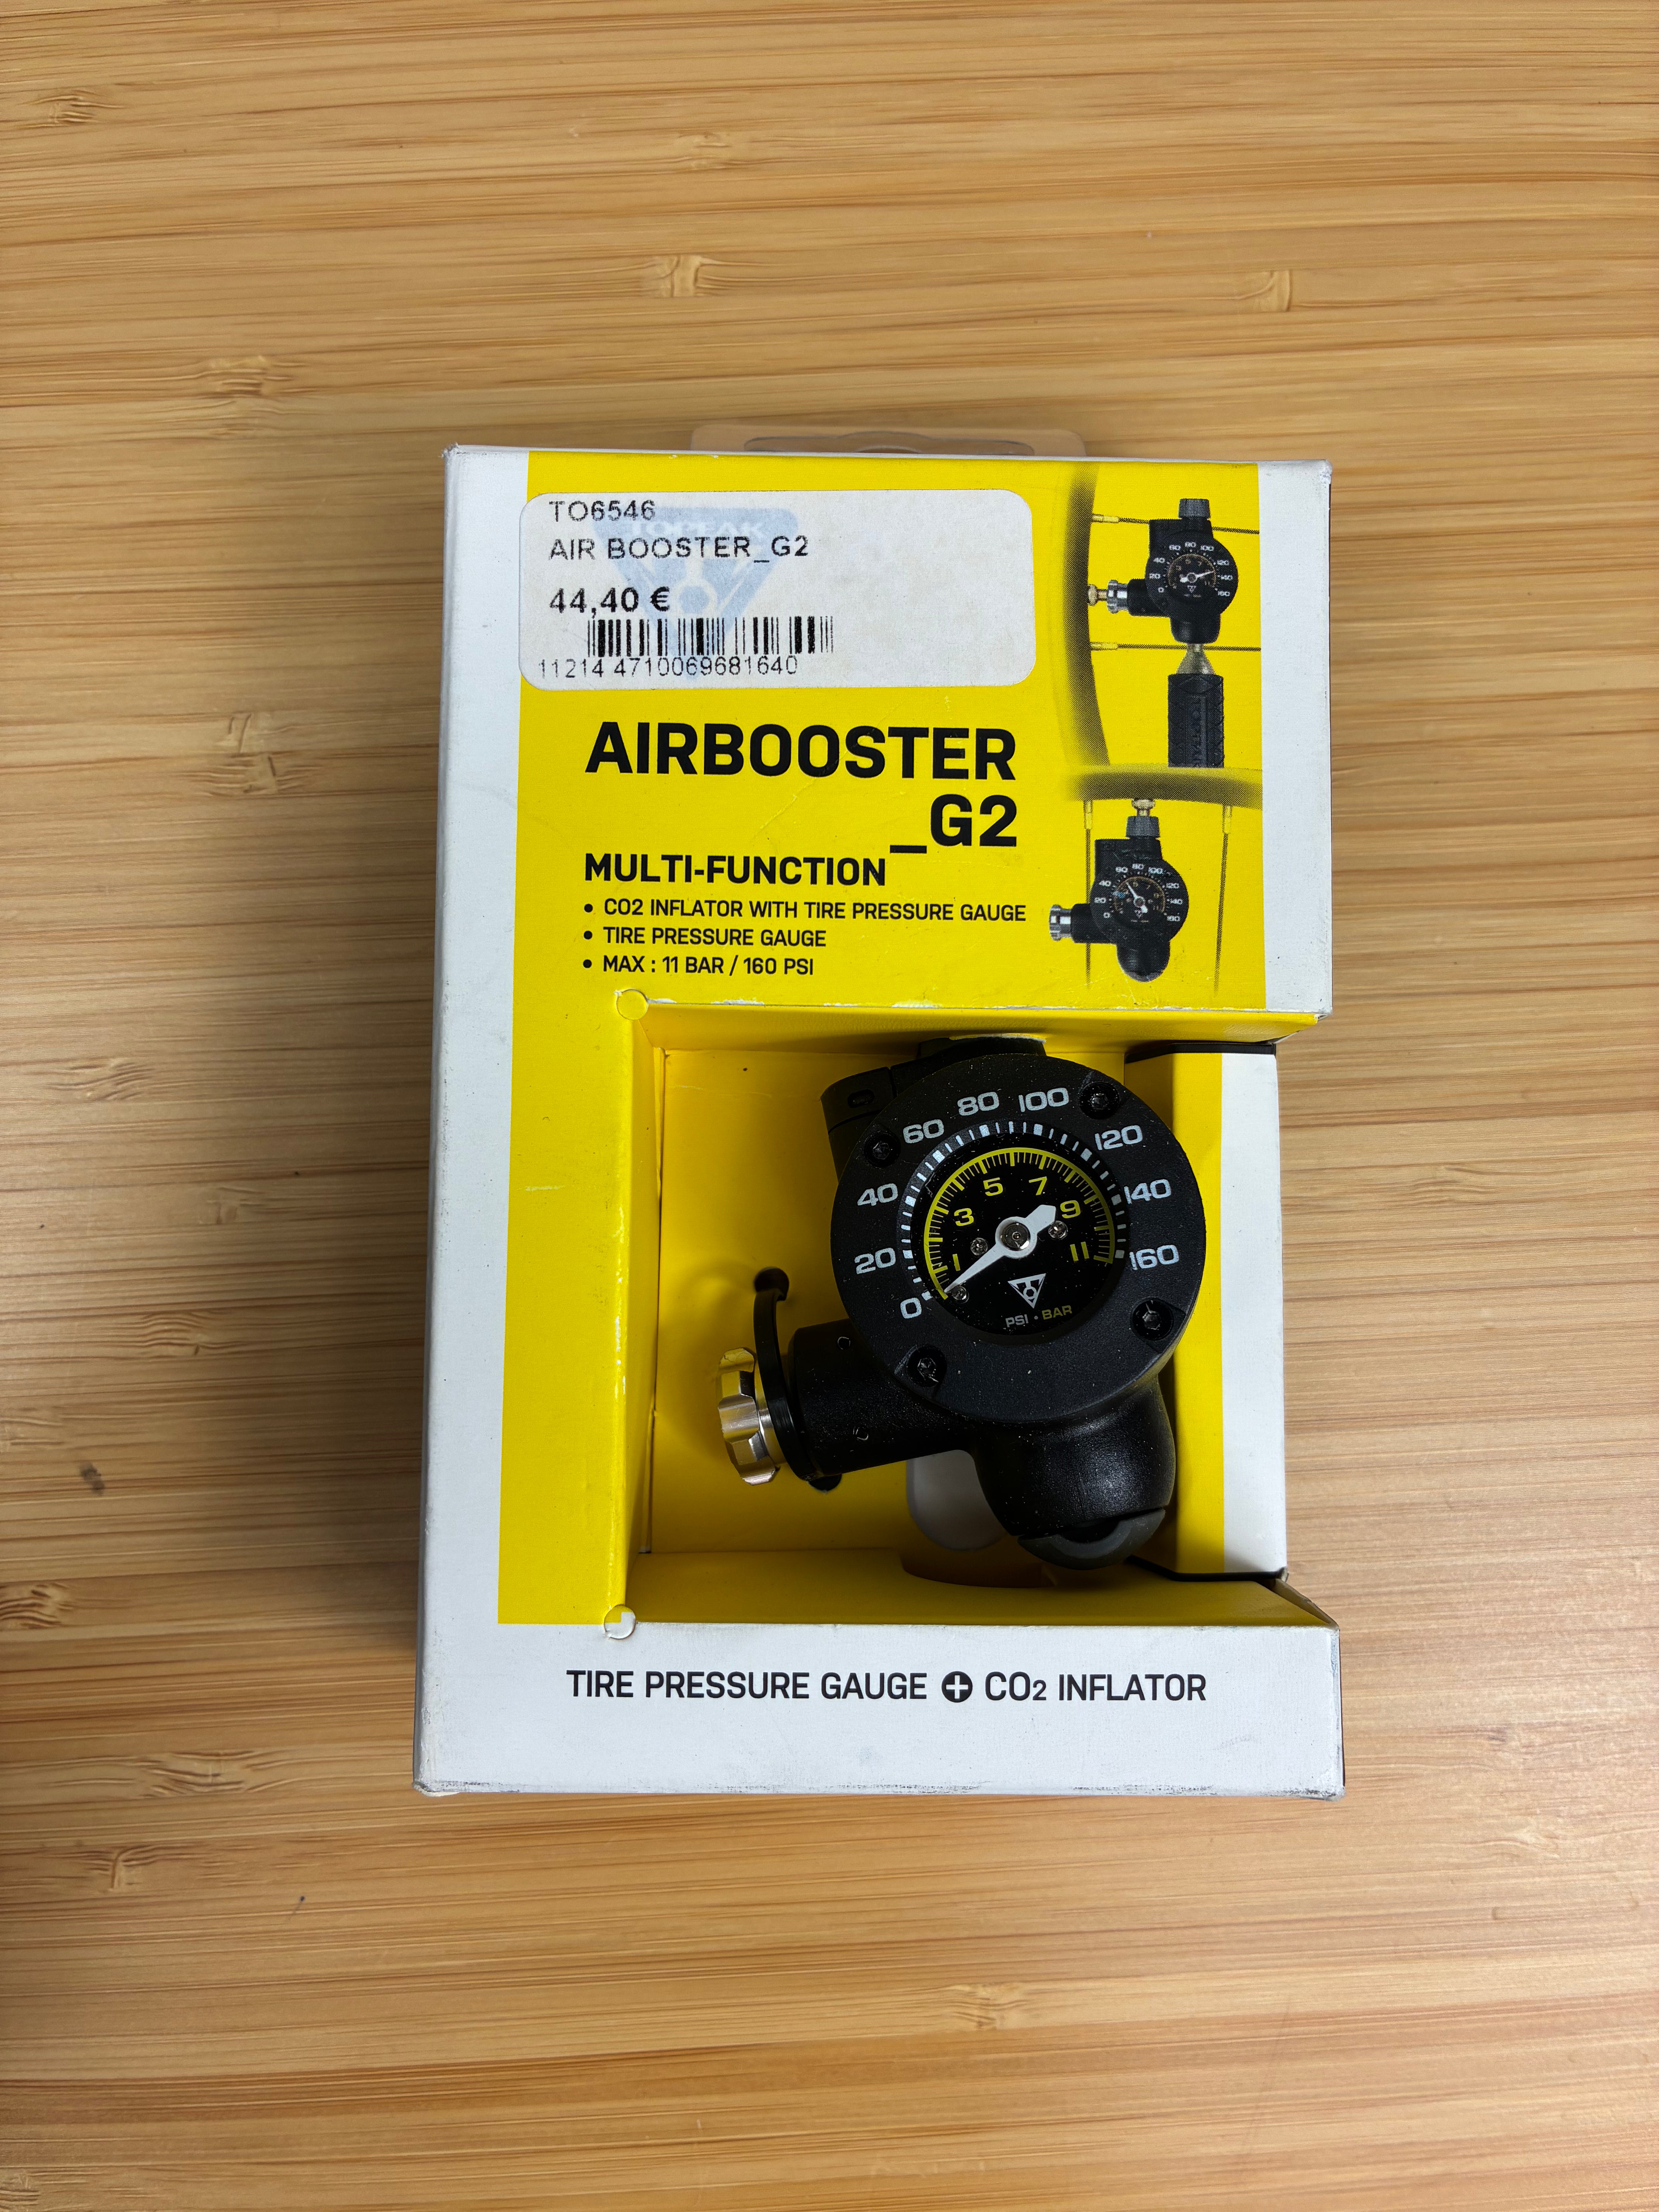 TO6546
TOPEAK
AIR BOOSTER_G2
44,40 €
11214 4710069681640
AIRBOOSTER
_G2
MULTI-FUNCTION
• CO2 INFLATOR WITH TIRE PRESSURE GAUGE
• TIRE PRESSURE GAUGE
• MAX : 11 BAR / 160 PSI
0 20 40 60 80 100 120 140 160
1 3 5 7 9 11
PSI • BAR
TIRE PRESSURE GAUGE + CO2 INFLATOR